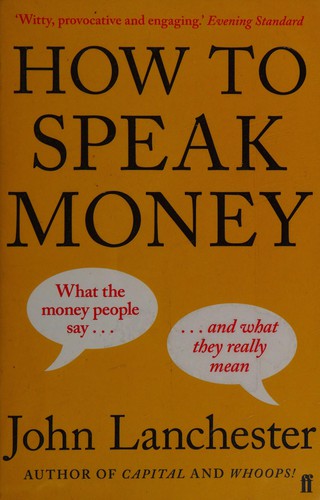 ‘Witty, provocative and engaging.’ Evening Standard
HOW TO
SPEAK
MONEY
What the
money people
say . . .
. . . and what
they really
mean
John Lanchester
AUTHOR OF CAPITAL AND WHOOPS!
ff